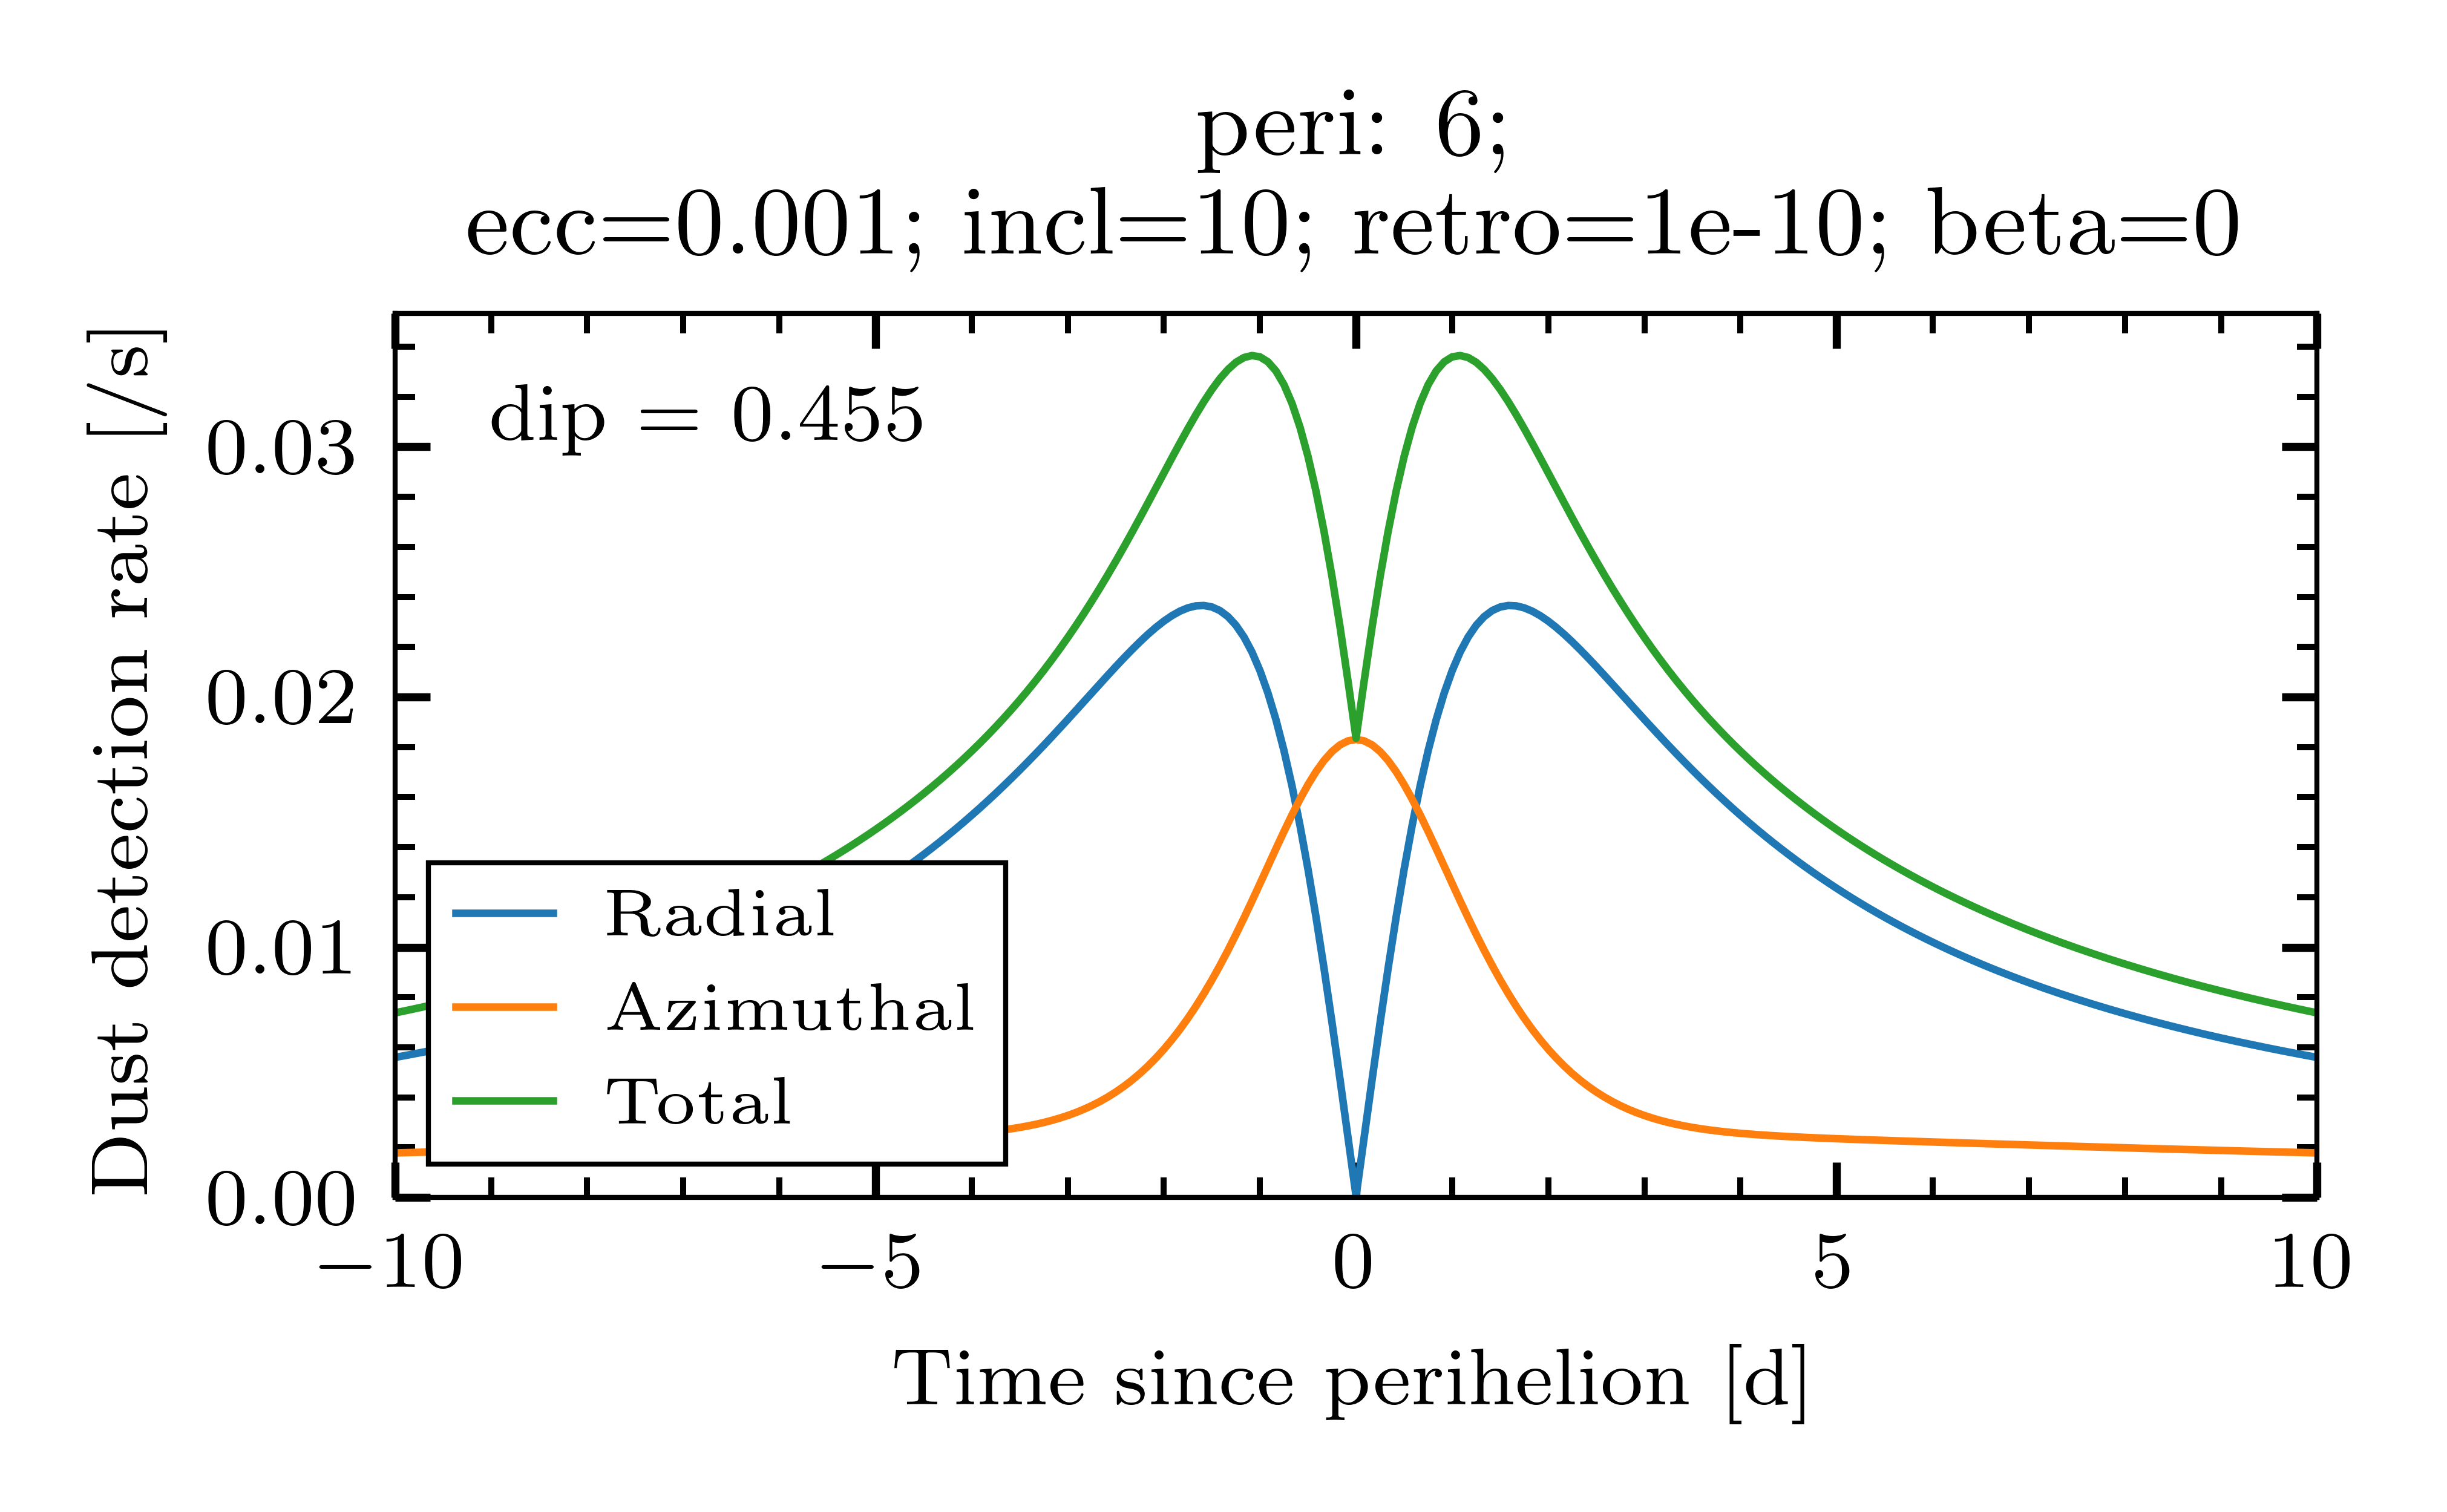 peri: 6;
ecc=0.001; incl=10; retro=1e-10; beta=0
dip = 0.455
Dust detection rate [/s]
0.03
0.02
0.01
0.00
Radial
Azimuthal
Total
−10
−5
0
5
10
Time since perihelion [d]